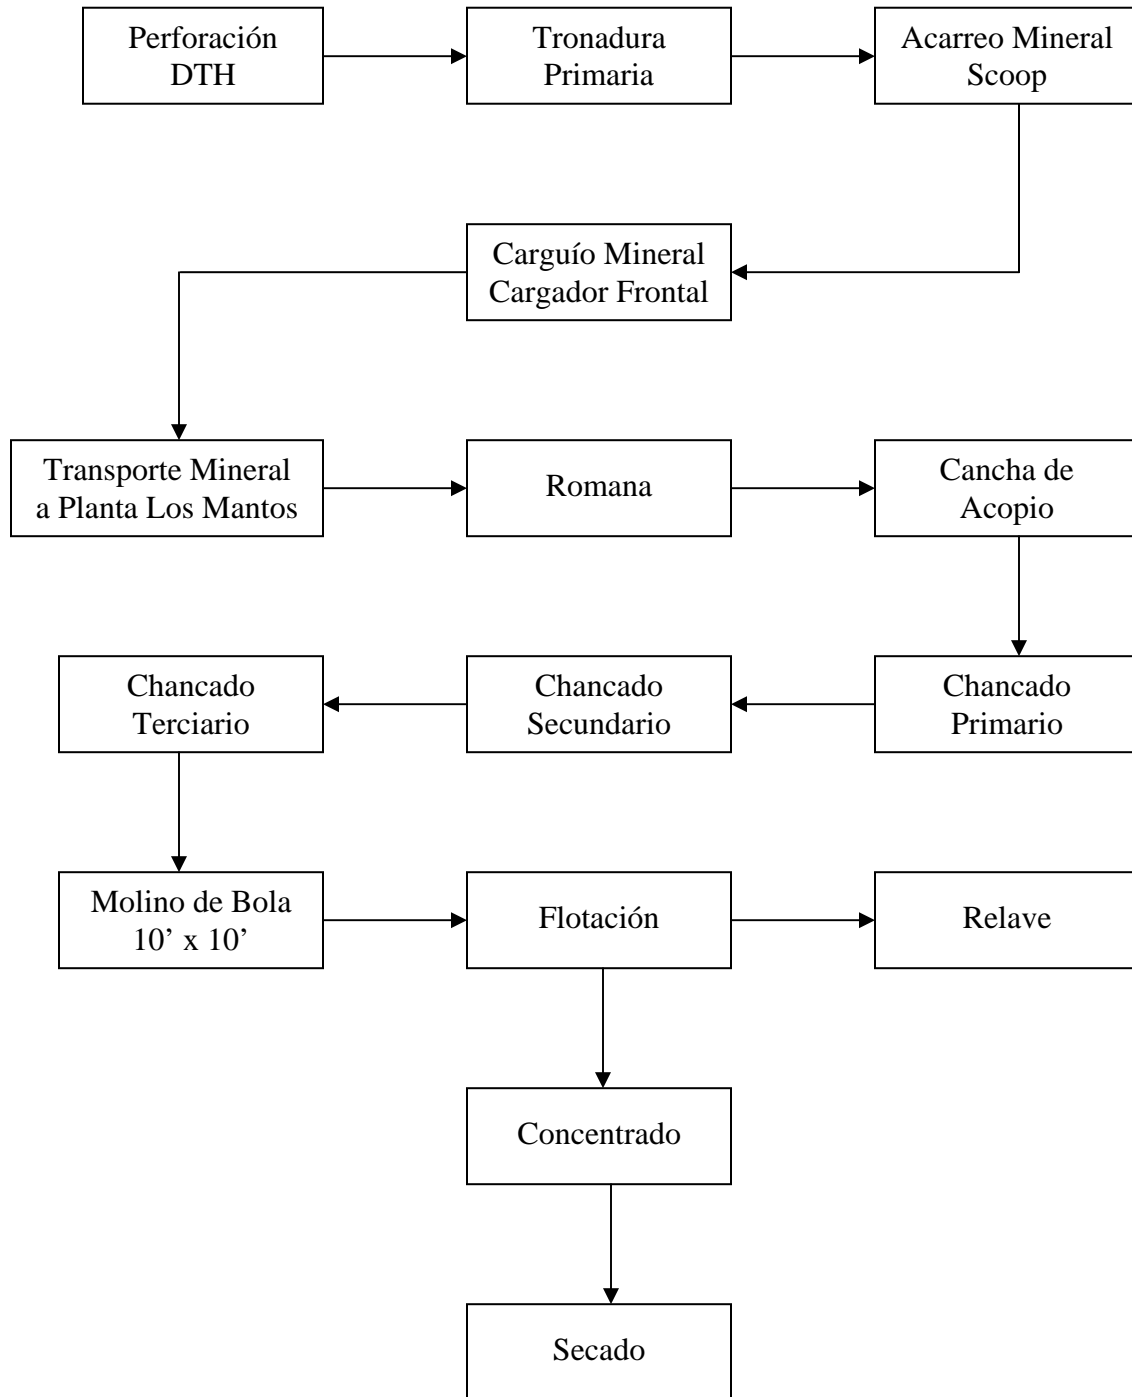 Perforación
DTH
Tronadura
Primaria
Acarreo Mineral
Scoop
Carguío Mineral
Cargador Frontal
Transporte Mineral
a Planta Los Mantos
Romana
Cancha de
Acopio
Chancado
Terciario
Chancado
Secundario
Chancado
Primario
Molino de Bola
10’ x 10’
Flotación
Relave
Concentrado
Secado